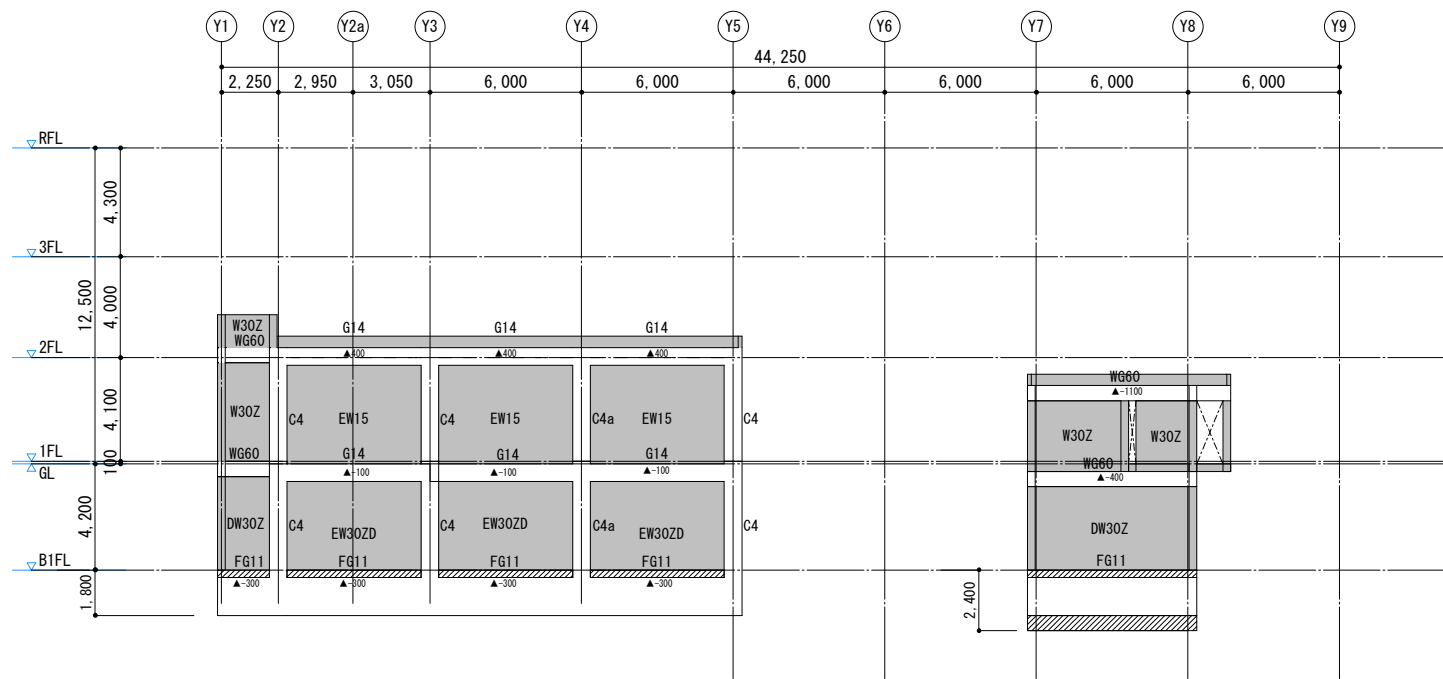 Y1 Y2 Y2a Y3 Y4 Y5 Y6 Y7 Y8 Y9
44,250
2,250 2,950 3,050 6,000 6,000 6,000 6,000 6,000 6,000
RFL
4,300
3FL
12,500
4,000
W30Z
WG60
G14 G14 G14
2FL
▲400 ▲400 ▲400
WG60
▲-1100
4,100
W30Z C4 EW15 C4 EW15 C4a EW15 C4
W30Z W30Z
1FL
WG60 G14 G14 G14
WG60
100
GL
▲-100 ▲-100 ▲-100
▲-400
4,200
DW30Z C4 EW30ZD C4 EW30ZD C4a EW30ZD C4
DW30Z
B1FL
FG11 FG11 FG11 FG11
FG11
▲-300 ▲-300 ▲-300 ▲-300
1,800
2,400